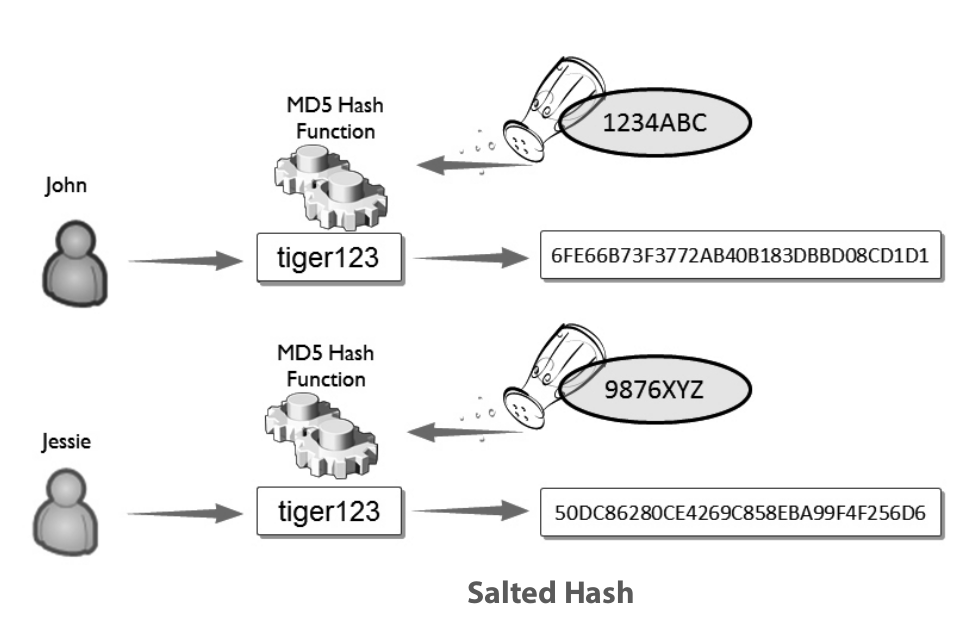 MD5 Hash
Function
1234ABC
John
tiger123
6FE66B73F3772AB40B183DBBD08CD1D1
MD5 Hash
Function
9876XYZ
Jessie
tiger123
50DC86280CE4269C858EBA99F4F256D6
Salted Hash